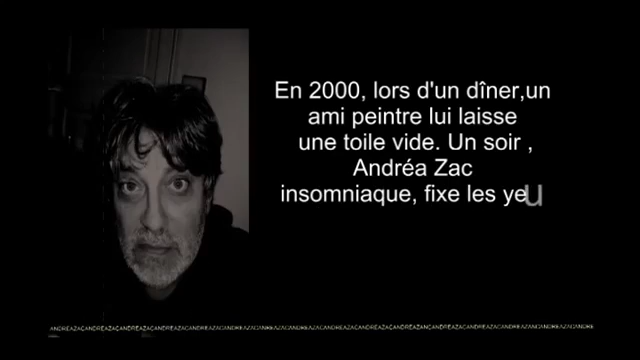 En 2000, lors d'un dîner,un
ami peintre lui laisse
une toile vide. Un soir ,
Andréa Zac
insomniaque, fixe les yeu